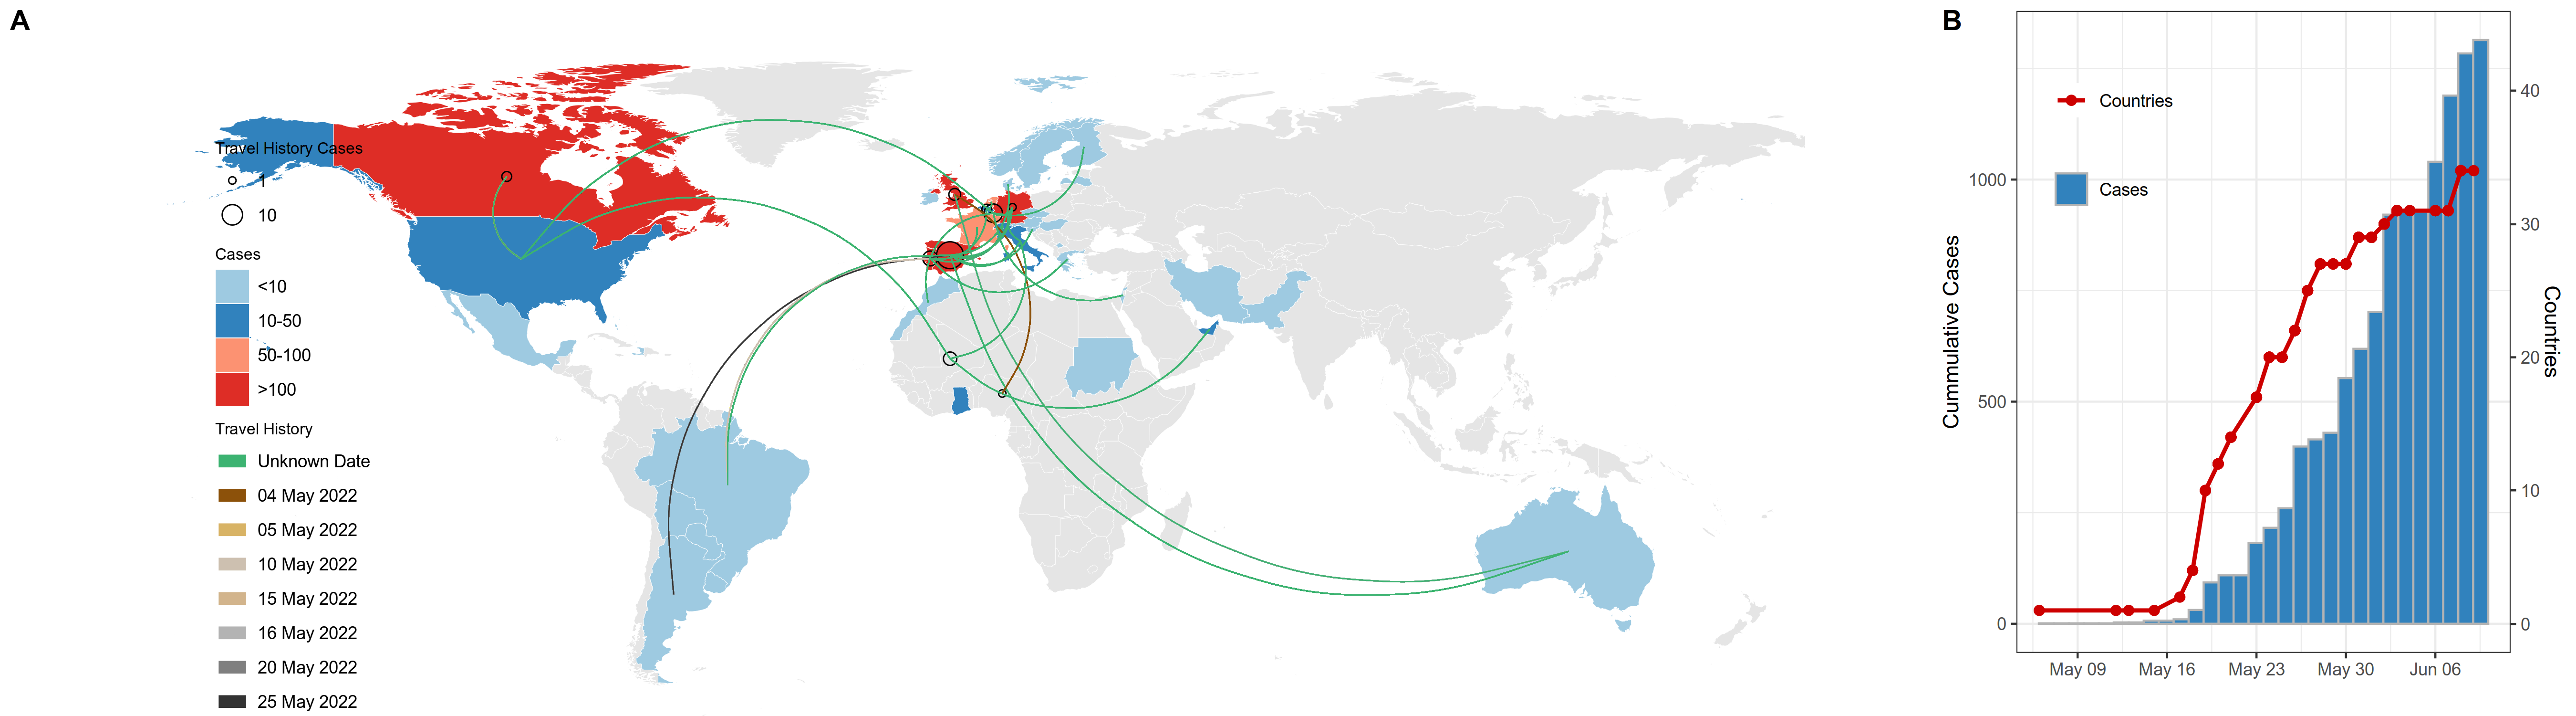 A
Travel History Cases
1
10
Cases
<10
10-50
50-100
>100
Travel History
Unknown Date
04 May 2022
05 May 2022
10 May 2022
15 May 2022
16 May 2022
20 May 2022
25 May 2022
B
Countries
Cases
Cummulative Cases
1000
500
0
40
30
20
10
0
Countries
May 09 May 16 May 23 May 30 Jun 06